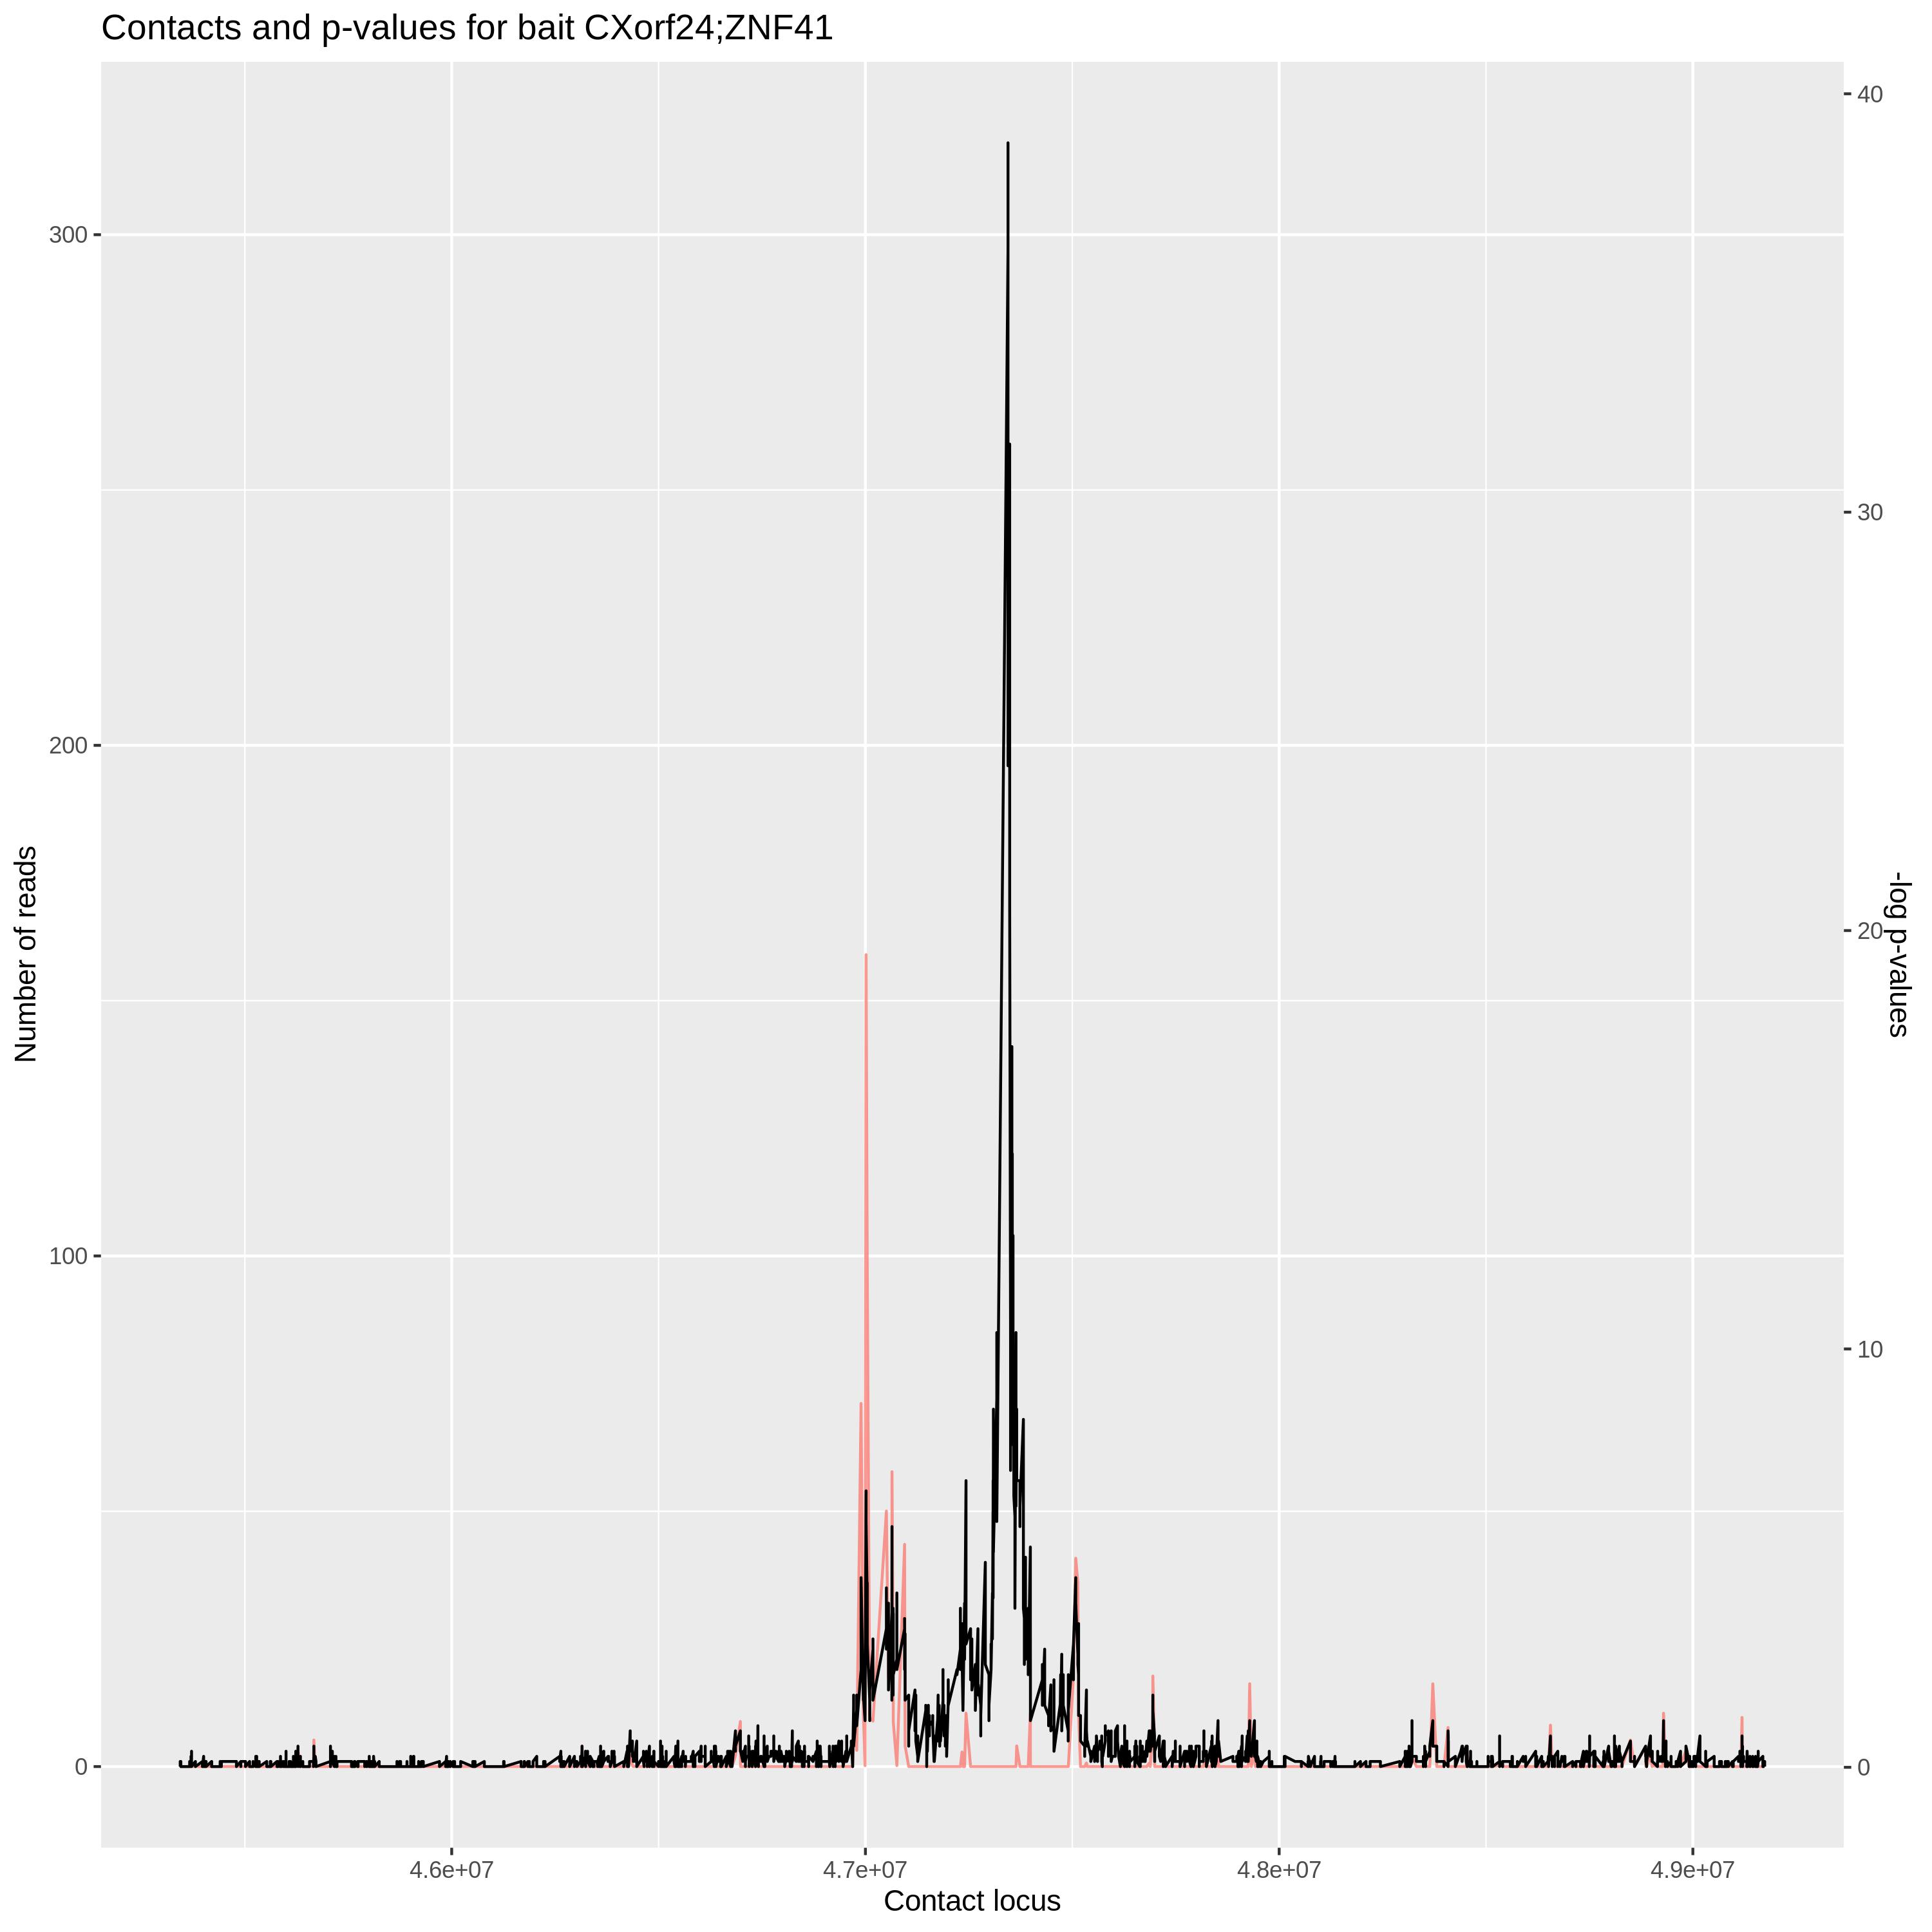 Contacts and p-values for bait CXorf24;ZNF41
40
300
30
200
20
Number of reads
-log p-values
100
10
0
0
4.6e+07
4.7e+07
4.8e+07
4.9e+07
Contact locus